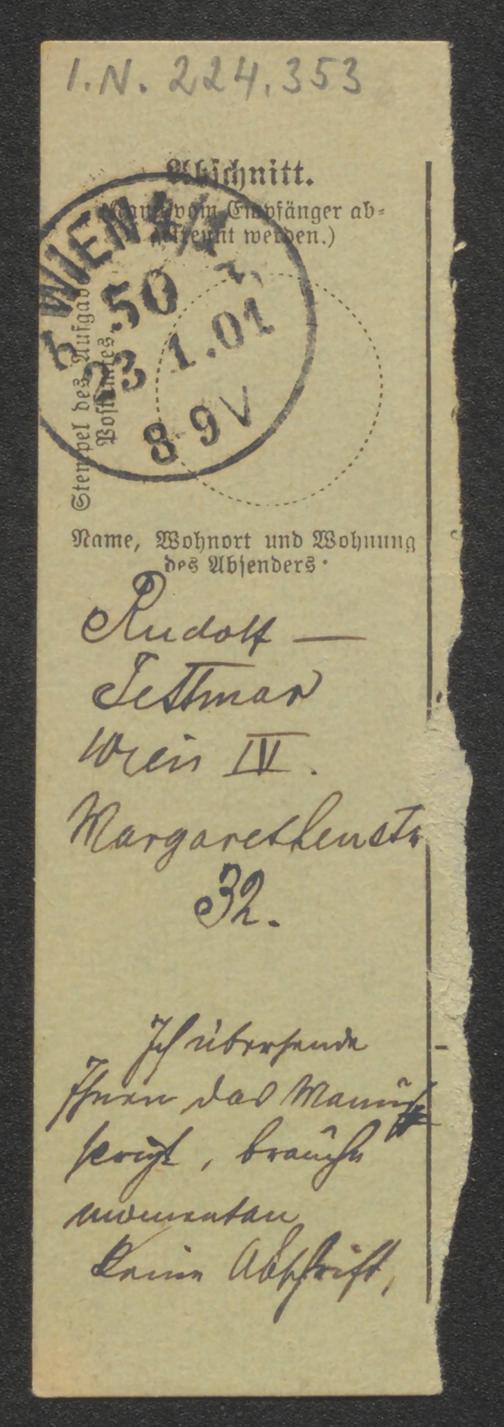 I.N. 224.353
Abschnitt.
(Kann vom Empfänger ab-
getrennt werden.)
WIEN
50
23 1.01
8-9V
Stempel des Aufgabe
Postamtes.
Name, Wohnort und Wohnung
des Absenders:
Rudolf —
Tettmar
Wien IV.
Margarethenstr
32.
Ich übersende
Ihnen das Manu
skript, brauche
momentan
keine Abschrift,